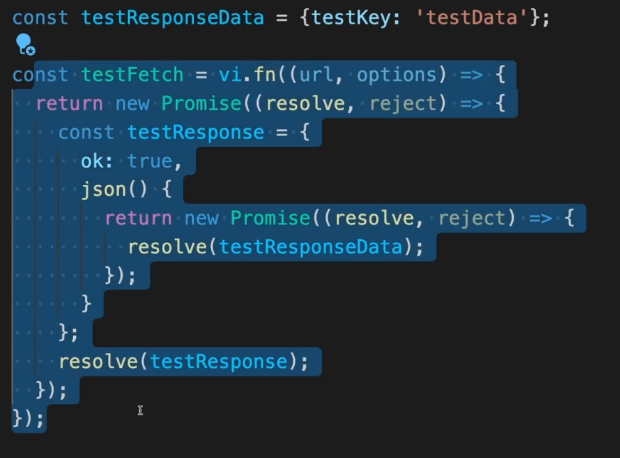 const testResponseData = {testKey: 'testData'};
const testFetch = vi.fn((url, options) => {
  return new Promise((resolve, reject) => {
    const testResponse = {
      ok: true,
      json() {
        return new Promise((resolve, reject) => {
          resolve(testResponseData);
        });
      }
    };
    resolve(testResponse);
  });
});